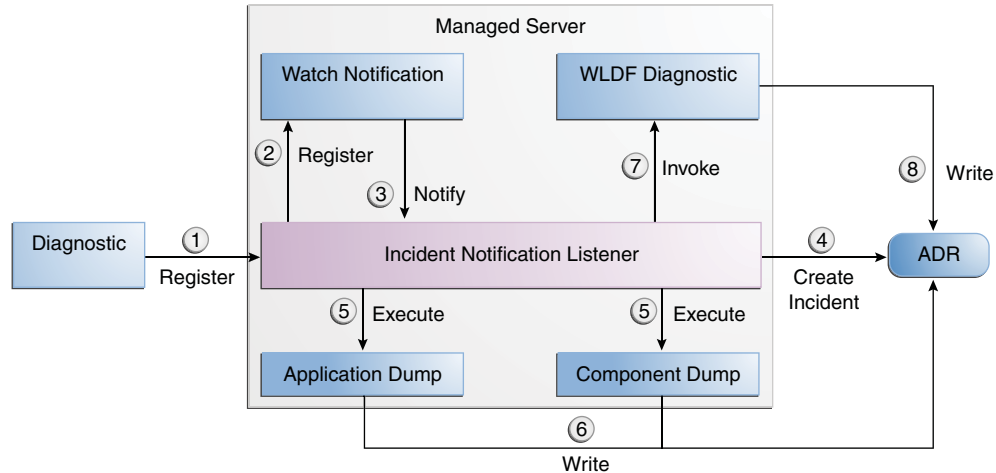 Managed Server
Watch Notification
WLDF Diagnostic
2
Register
7
Invoke
8
Write
3
Notify
Diagnostic
1
Register
Incident Notification Listener
4
Create
Incident
ADR
5
Execute
5
Execute
Application Dump
Component Dump
6
Write